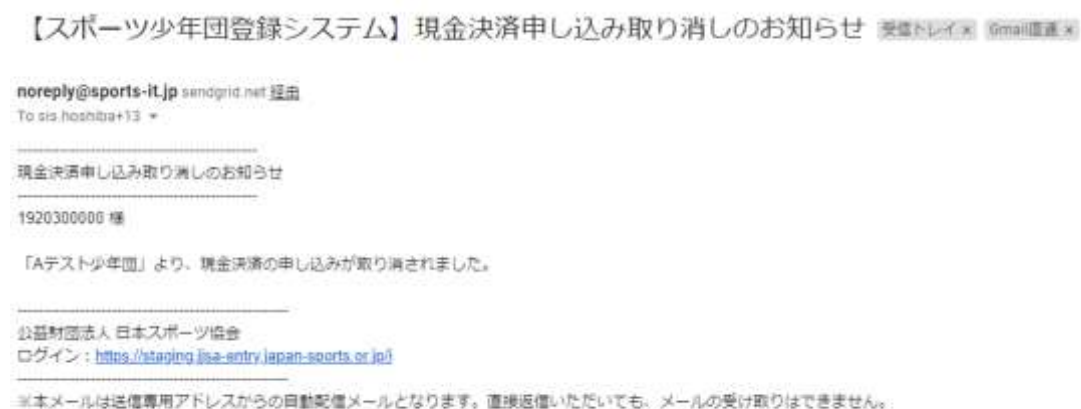 【スポーツ少年団登録システム】現金決済申し込み取り消しのお知らせ 受信トレイ× Gmail直通×
noreply@sports-it.jp sendgrid.net 経由
To sis.hoshiba+13
----------------------------------------
現金決済申し込み取り消しのお知らせ
----------------------------------------
1920300000 様
「Aテスト少年団」より、現金決済の申し込みが取り消されました。
----------------------------------------
公益財団法人 日本スポーツ協会
ログイン:https://staging.jjsa-entry.japan-sports.or.jp/i
----------------------------------------
※本メールは送信専用アドレスからの自動配信メールとなります。直接返信いただいても、メールの受け取りはできません。